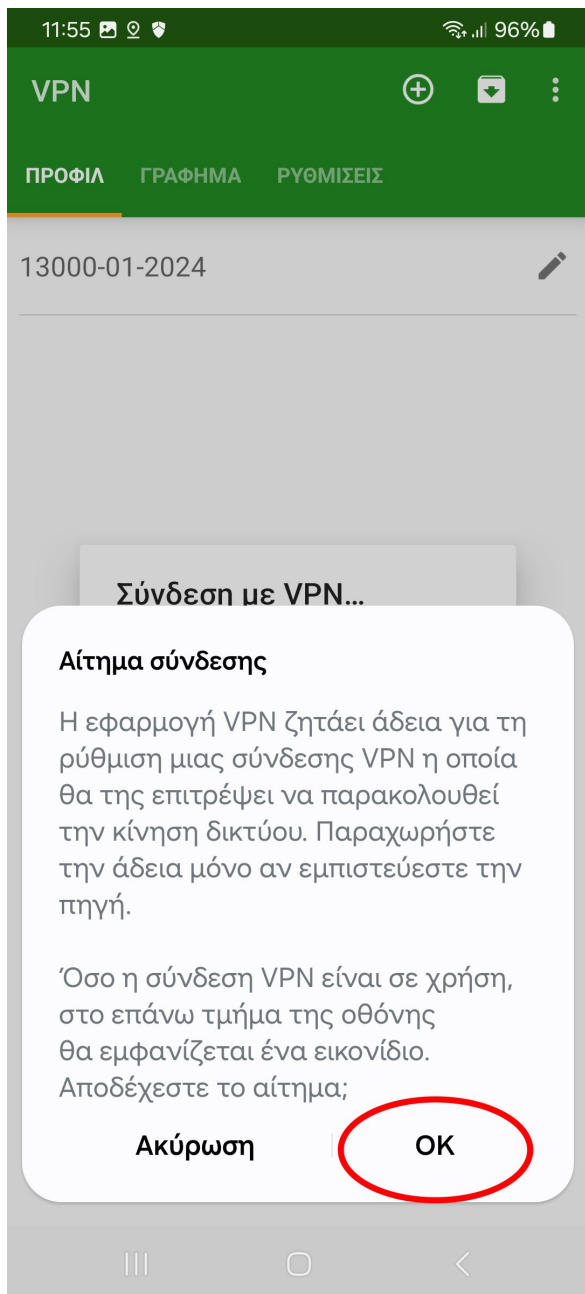 11:55
96%
VPN
ΠΡΟΦΙΛ ΓΡΑΦΗΜΑ ΡΥΘΜΙΣΕΙΣ
13000-01-2024
Σύνδεση με VPN...
Αίτημα σύνδεσης
Η εφαρμογή VPN ζητάει άδεια για τη
ρύθμιση μιας σύνδεσης VPN η οποία
θα της επιτρέψει να παρακολουθεί
την κίνηση δικτύου. Παραχωρήστε
την άδεια μόνο αν εμπιστεύεστε την
πηγή.
Όσο η σύνδεση VPN είναι σε χρήση,
στο επάνω τμήμα της οθόνης
θα εμφανίζεται ένα εικονίδιο.
Αποδέχεστε το αίτημα;
Ακύρωση
OK